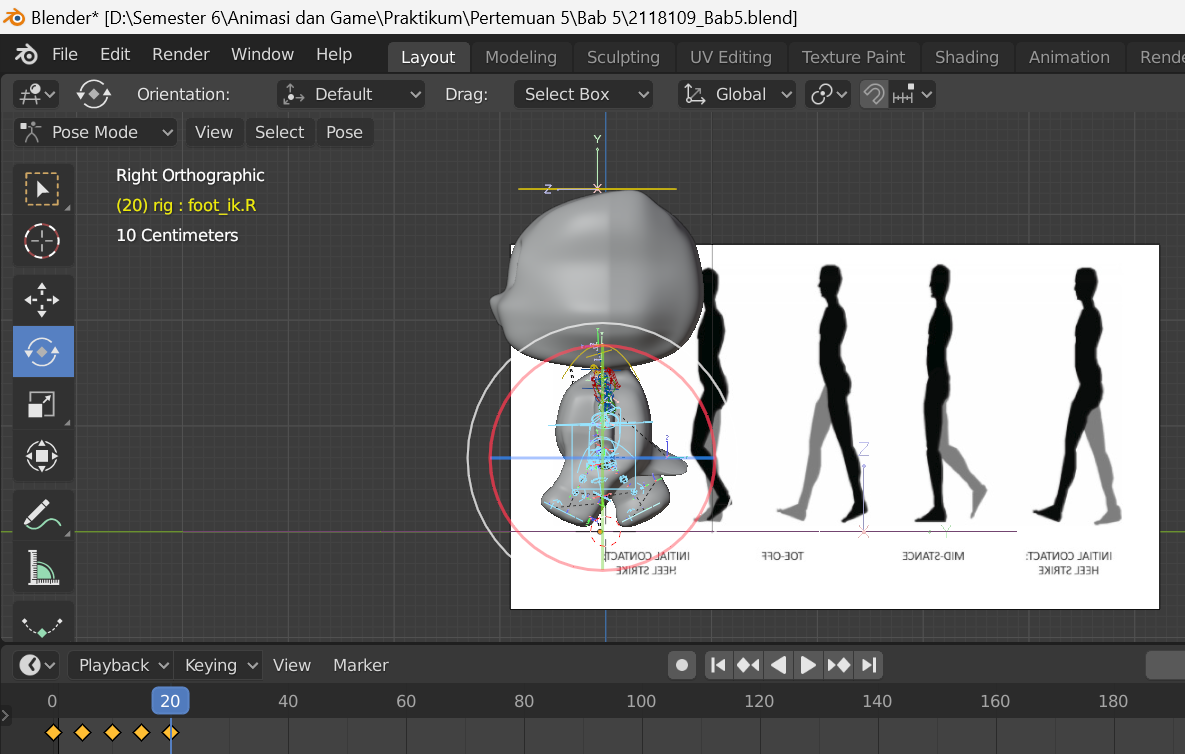 Blender* [D:\Semester 6\Animasi dan Game\Praktikum\Pertemuan 5\Bab 5\2118109_Bab5.blend]
File Edit Render Window Help Layout Modeling Sculpting UV Editing Texture Paint Shading Animation Rende
Orientation: Default Drag: Select Box Global
Pose Mode View Select Pose
Right Orthographic
(20) rig : foot_ik.R
10 Centimeters
Y
Z
Z
Y
INITIAL CONTACT: TOE-OFF MID-STANCE INITIAL CONTACT:
HEEL STRIKE HEEL STRIKE
Playback Keying View Marker
0 20 40 60 80 100 120 140 160 180